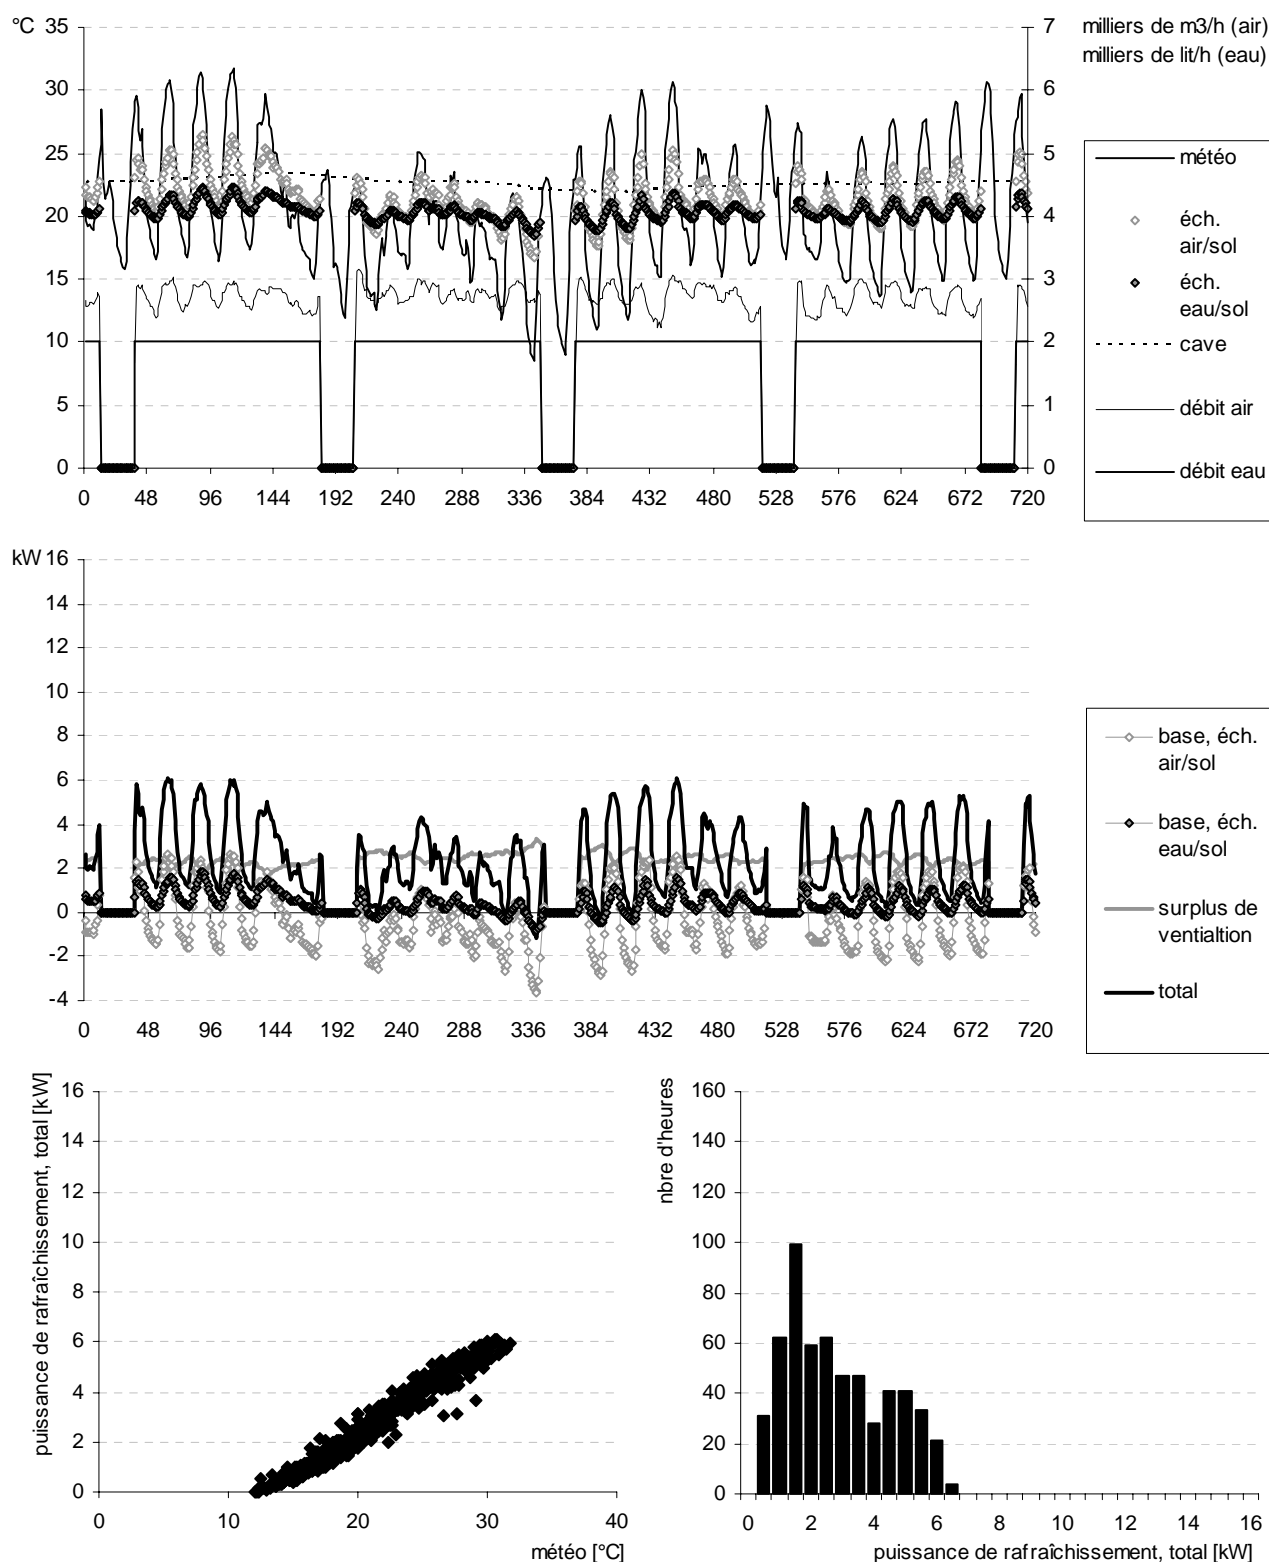 °C
35
30
25
20
15
10
5
0
7
6
5
4
3
2
1
0
milliers de m3/h (air)
milliers de lit/h (eau)
0 48 96 144 192 240 288 336 384 432 480 528 576 624 672 720
météo
éch.
air/sol
éch.
eau/sol
cave
débit air
débit eau
kW
16
14
12
10
8
6
4
2
0
-2
-4
0 48 96 144 192 240 288 336 384 432 480 528 576 624 672 720
base, éch.
air/sol
base, éch.
eau/sol
surplus de
ventialtion
total
puissance de rafraîchissement, total [kW]
16
14
12
10
8
6
4
2
0
0 10 20 30 40
météo [°C]
nbre d'heures
160
140
120
100
80
60
40
20
0
0 2 4 6 8 10 12 14 16
puissance de rafraîchissement, total [kW]